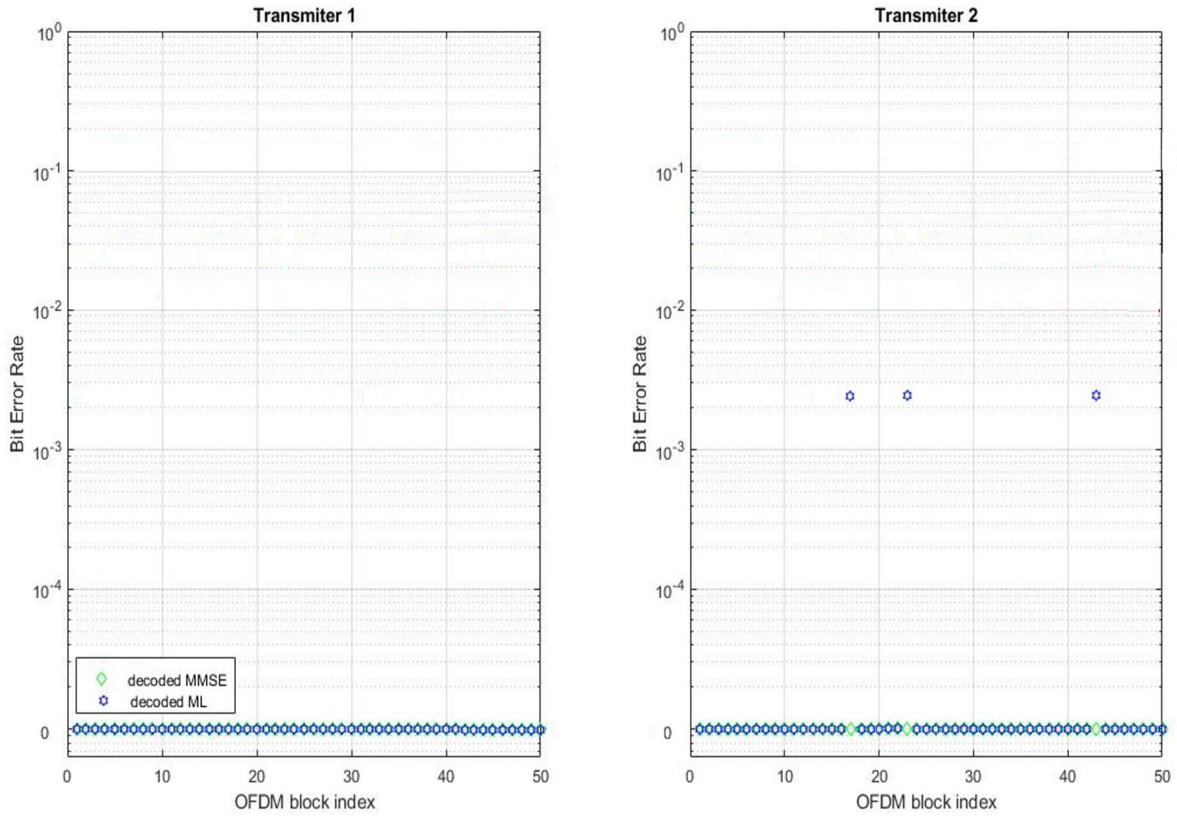 Transmiter 1
10^0
10^-1
10^-2
10^-3
10^-4
0
Bit Error Rate
decoded MMSE
decoded ML
0 10 20 30 40 50
OFDM block index
Transmiter 2
10^0
10^-1
10^-2
10^-3
10^-4
0
Bit Error Rate
0 10 20 30 40 50
OFDM block index